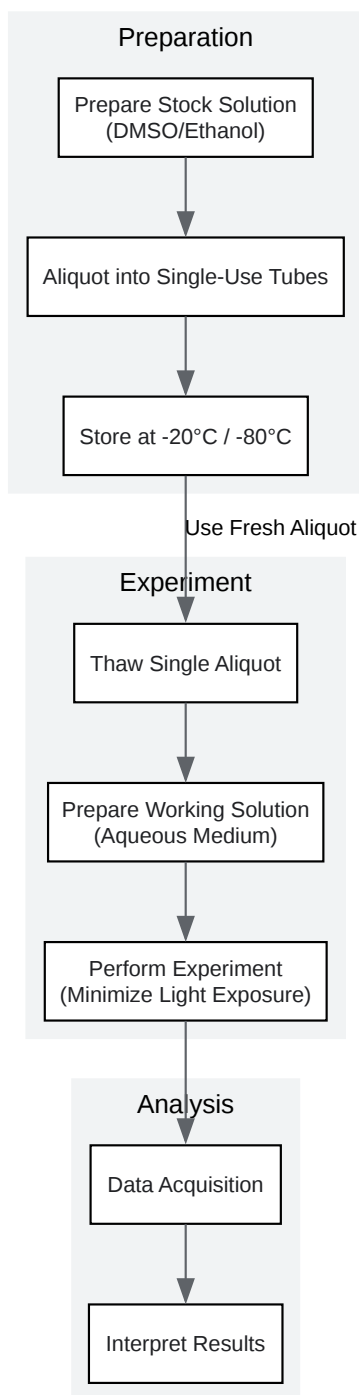 Preparation
Prepare Stock Solution
(DMSO/Ethanol)
Aliquot into Single-Use Tubes
Store at -20°C / -80°C
Use Fresh Aliquot
Experiment
Thaw Single Aliquot
Prepare Working Solution
(Aqueous Medium)
Perform Experiment
(Minimize Light Exposure)
Analysis
Data Acquisition
Interpret Results